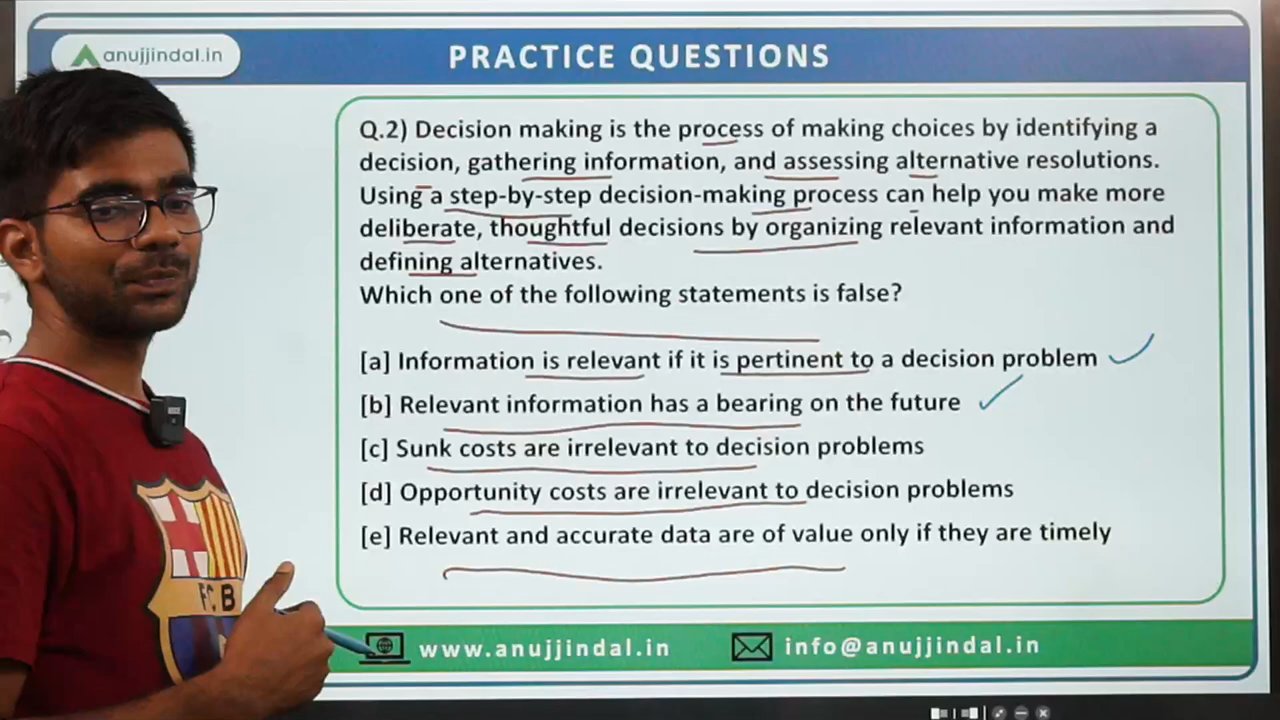 anujjindal.in
PRACTICE QUESTIONS
Q.2) Decision making is the process of making choices by identifying a
decision, gathering information, and assessing alternative resolutions.
Using a step-by-step decision-making process can help you make more
deliberate, thoughtful decisions by organizing relevant information and
defining alternatives.
Which one of the following statements is false?
[a] Information is relevant if it is pertinent to a decision problem
[b] Relevant information has a bearing on the future
[c] Sunk costs are irrelevant to decision problems
[d] Opportunity costs are irrelevant to decision problems
[e] Relevant and accurate data are of value only if they are timely
FCB
www.anujjindal.in
info@anujjindal.in